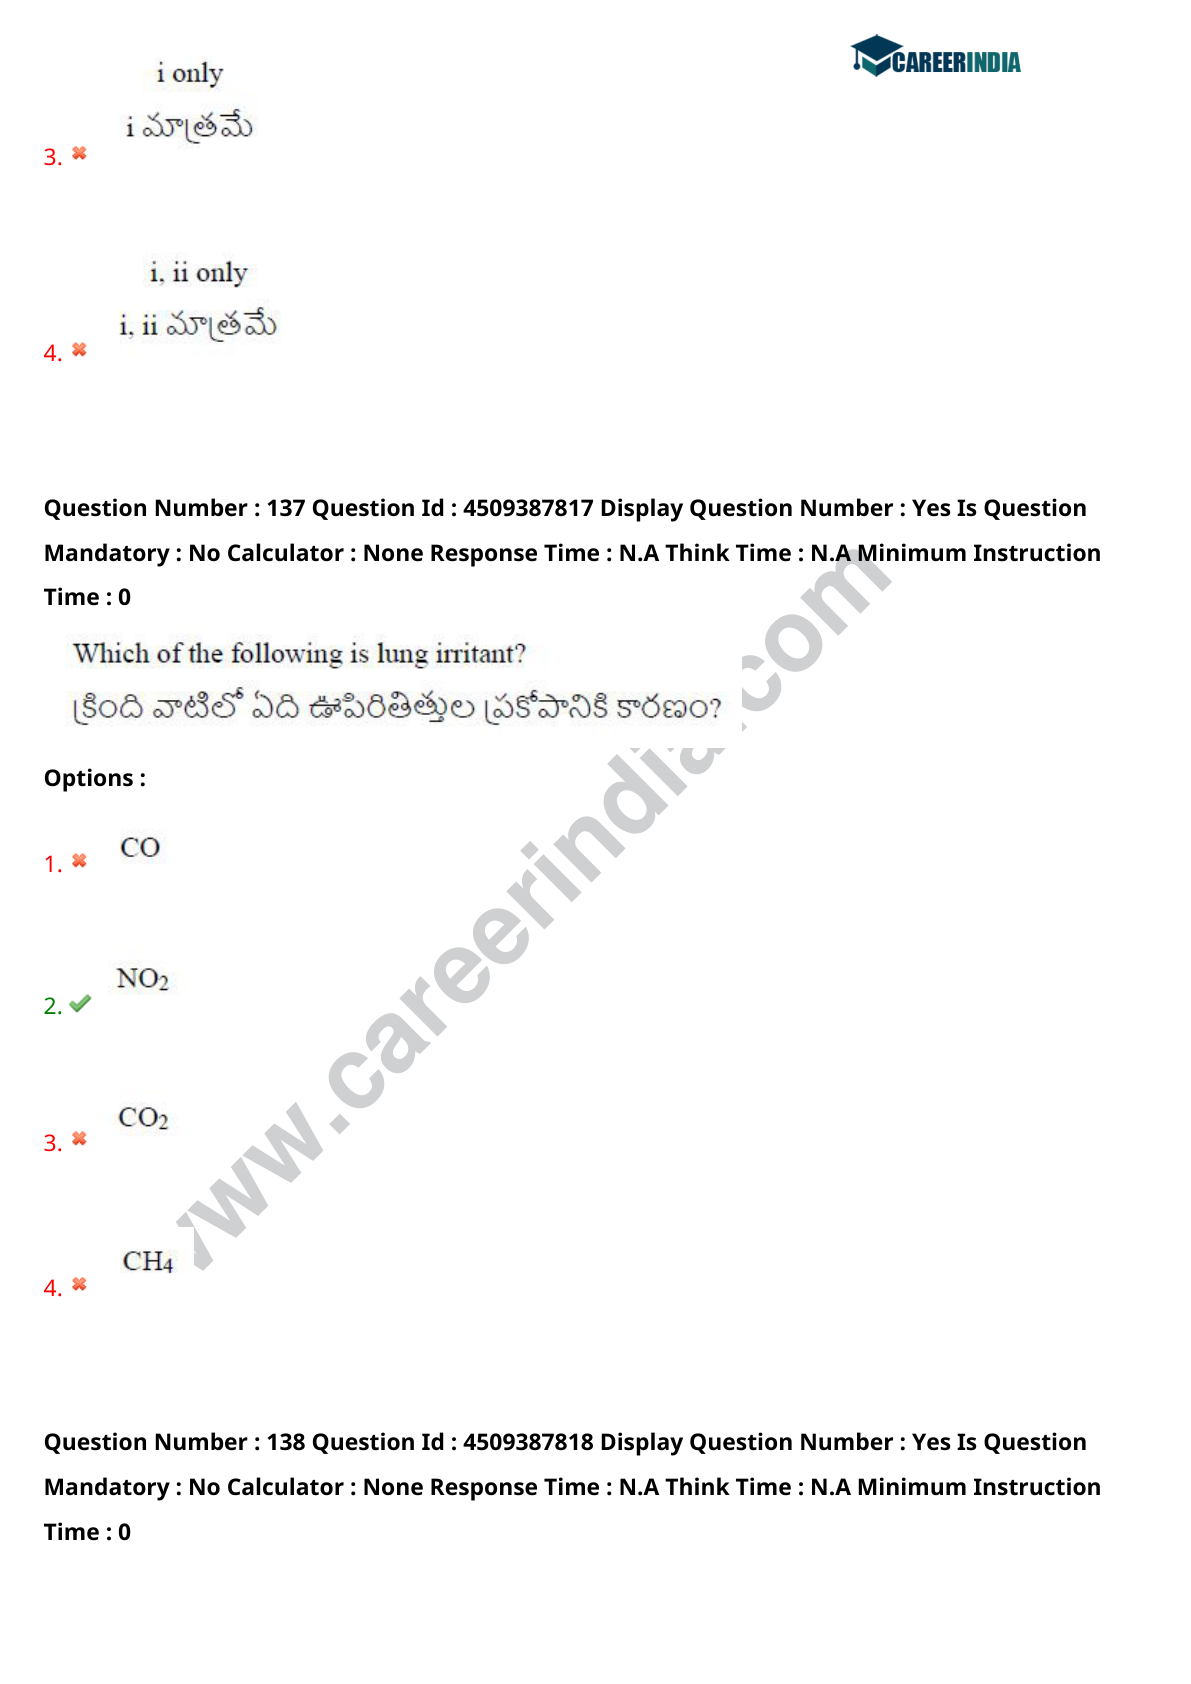 CAREERINDIA
i only
i మాత్రమే
3.
i, ii only
i, ii మాత్రమే
4.
Question Number : 137 Question Id : 4509387817 Display Question Number : Yes Is Question
Mandatory : No Calculator : None Response Time : N.A Think Time : N.A Minimum Instruction
Time : 0
Which of the following is lung irritant?
క్రింది వాటిలో ఏది ఊపిరితిత్తుల ప్రకోపానికి కారణం?
Options :
1. CO
2. NO2
3. CO2
4. CH4
www.careerindia.com
Question Number : 138 Question Id : 4509387818 Display Question Number : Yes Is Question
Mandatory : No Calculator : None Response Time : N.A Think Time : N.A Minimum Instruction
Time : 0